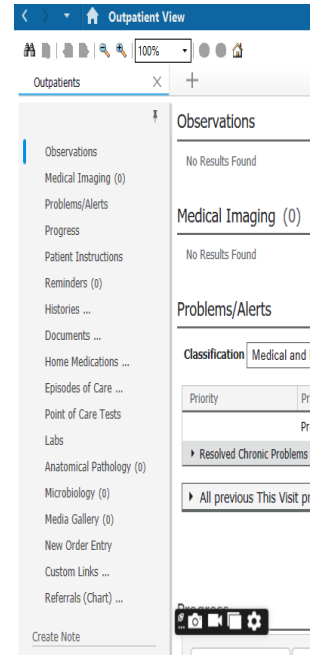 Outpatient View
100%
Outpatients
Observations
Medical Imaging (0)
Problems/Alerts
Progress
Patient Instructions
Reminders (0)
Histories ...
Documents ...
Home Medications ...
Episodes of Care ...
Point of Care Tests
Labs
Anatomical Pathology (0)
Microbiology (0)
Media Gallery (0)
New Order Entry
Custom Links ...
Referrals (Chart) ...
Create Note
Observations
No Results Found
Medical Imaging (0)
No Results Found
Problems/Alerts
Classification Medical and
Priority Pr
Pr
Resolved Chronic Problems
All previous This Visit pr